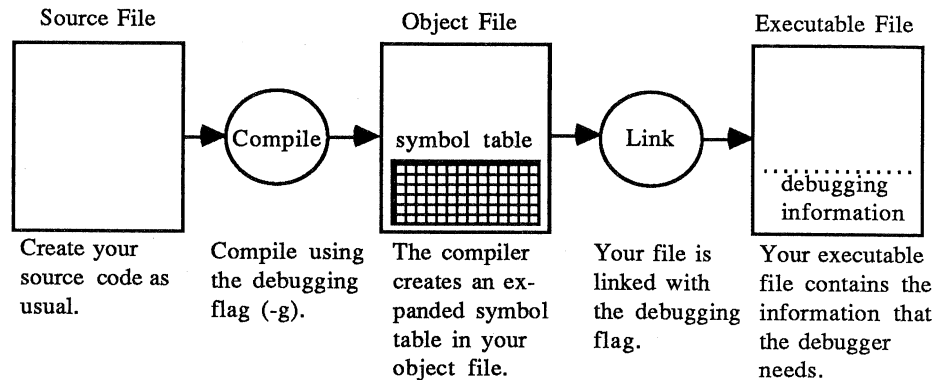 Source File
Object File
Executable File
Compile
symbol table
Link
debugging
information
Create your
source code as
usual.
Compile using
the debugging
flag (-g).
The compiler
creates an ex-
panded symbol
table in your
object file.
Your file is
linked with
the debugging
flag.
Your executable
file contains the
information that
the debugger
needs.